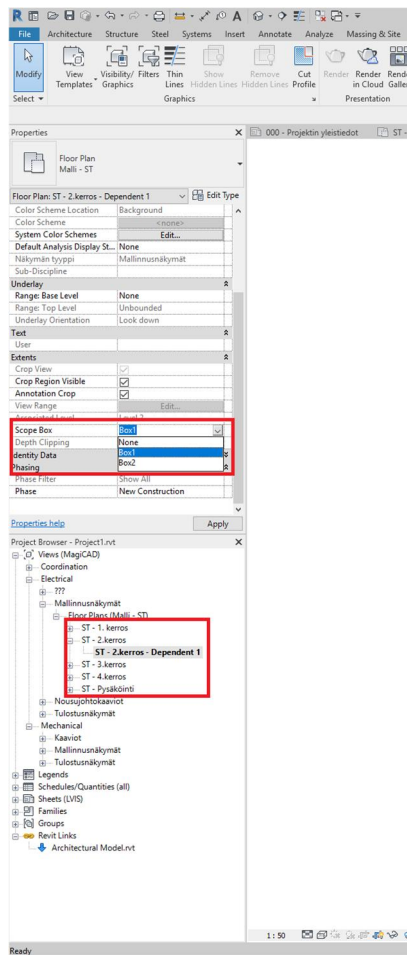 File Architecture Structure Steel Systems Insert Annotate Analyze Massing & Site
Modify View Templates Visibility/ Graphics Filters Thin Lines Show Hidden Lines Remove Hidden Lines Cut Profile Render Render in Cloud
Select Graphics Presentation
Properties
000 - Projektin yleistiedot
ST -
Floor Plan
Malli - ST
Floor Plan: ST - 2.kerros - Dependent 1 Edit Type
Color Scheme Location Background
Color Scheme <none>
System Color Schemes Edit...
Default Analysis Display St... None
Näkymän tyyppi Mallinnusnäkymät
Sub-Discipline
Underlay
Range: Base Level None
Range: Top Level Unbounded
Underlay Orientation Look down
Text
User
Extents
Crop View
Crop Region Visible
Annotation Crop
View Range Edit...
Associated Level Level 2
Scope Box Box1
Depth Clipping None
Identity Data Box1
Box2
Phasing
Phase Filter Show All
Phase New Construction
Properties help Apply
Project Browser - Project1.rvt
Views (MagiCAD)
Coordination
Electrical
???
Mallinnusnäkymät
Floor Plans (Malli - ST)
ST - 1. kerros
ST - 2.kerros
ST - 2.kerros - Dependent 1
ST - 3.kerros
ST - 4.kerros
ST - Pysäköinti
Nousujohtokaaviot
Tulostusnäkymät
Mechanical
Kaaviot
Mallinnusnäkymät
Tulostusnäkymät
Legends
Schedules/Quantities (all)
Sheets (LVIS)
Families
Groups
Revit Links
Architectural Model.rvt
1 : 50
Ready